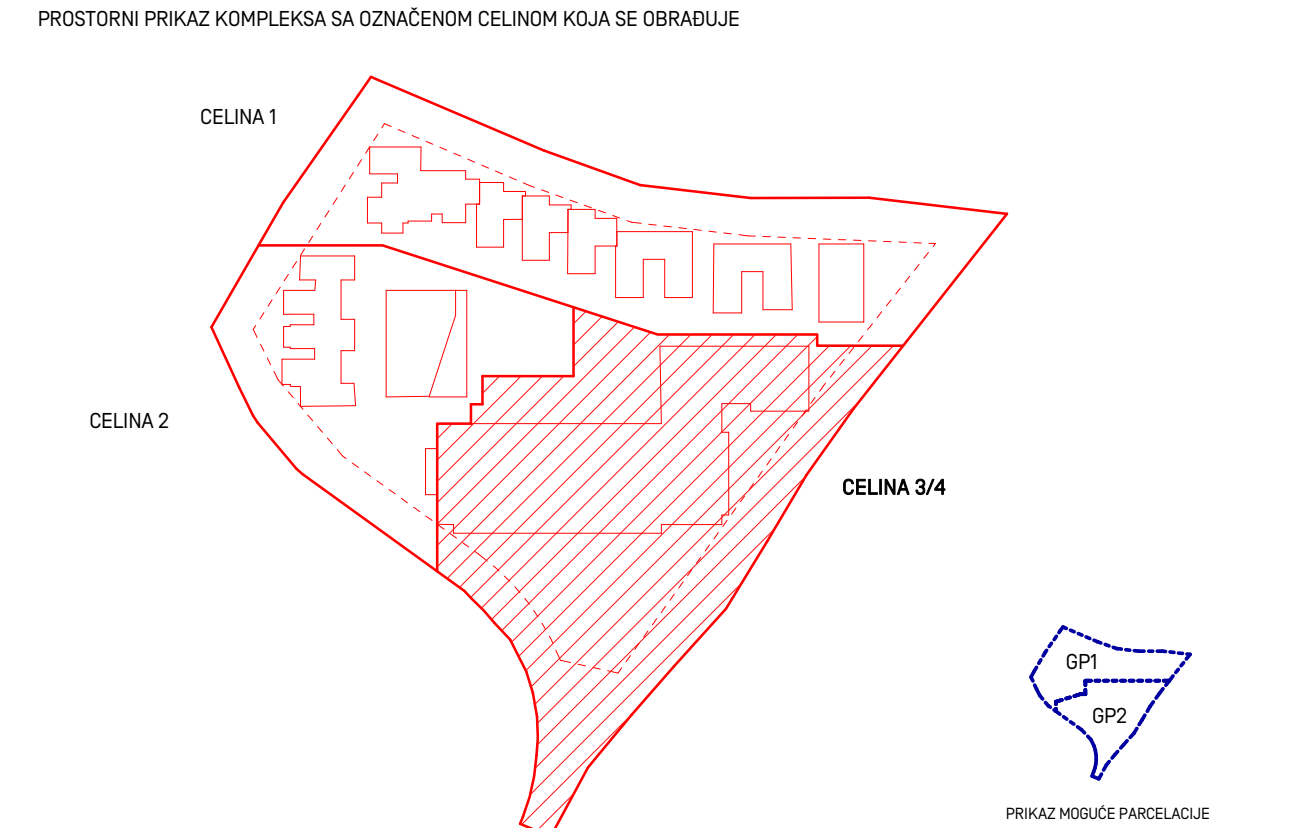 PROSTORNI PRIKAZ KOMPLEKSA SA OZNAČENOM CELINOM KOJA SE OBRAĐUJE
CELINA 1
CELINA 2
CELINA 3/4
GP1
GP2
PRIKAZ MOGUĆE PARCELACIJE